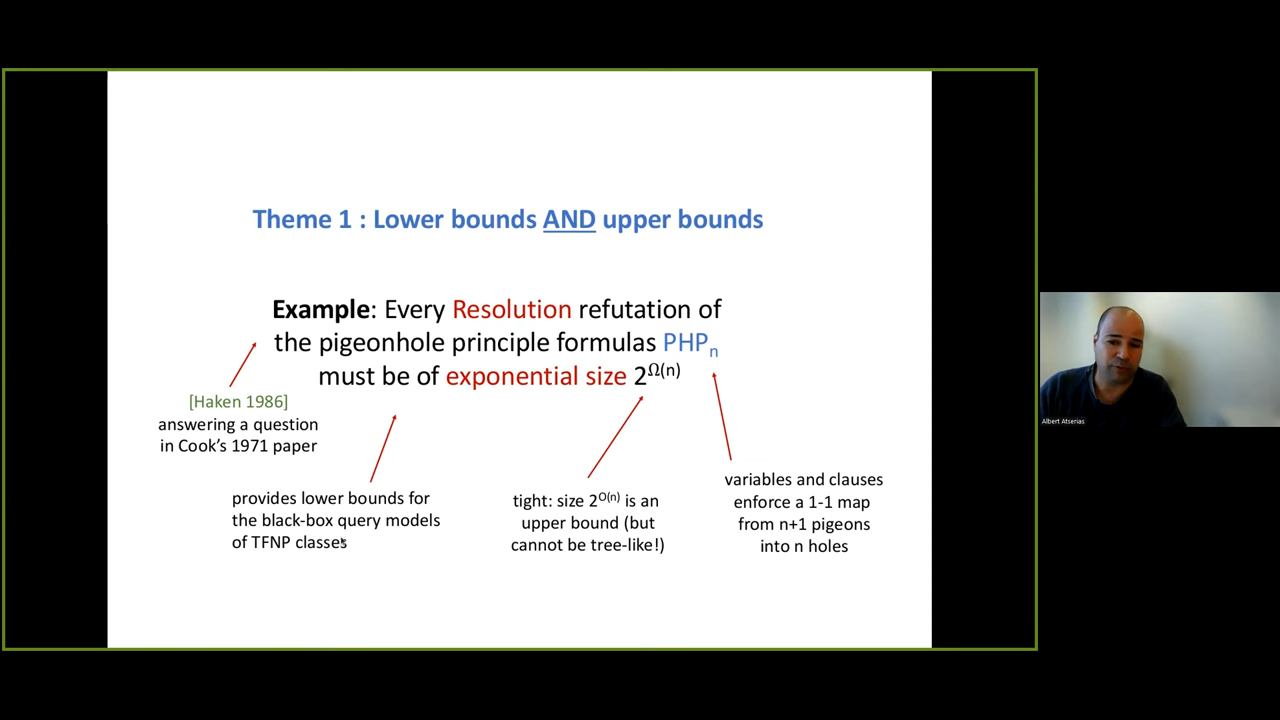 Theme 1 : Lower bounds AND upper bounds
Example: Every Resolution refutation of
the pigeonhole principle formulas PHPₙ
must be of exponential size 2^Ω(n)
[Haken 1986]
answering a question
in Cook's 1971 paper
provides lower bounds for
the black-box query models
of TFNP classes
tight: size 2^O(n) is an
upper bound (but
cannot be tree-like!)
variables and clauses
enforce a 1-1 map
from n+1 pigeons
into n holes
Albert Atserias